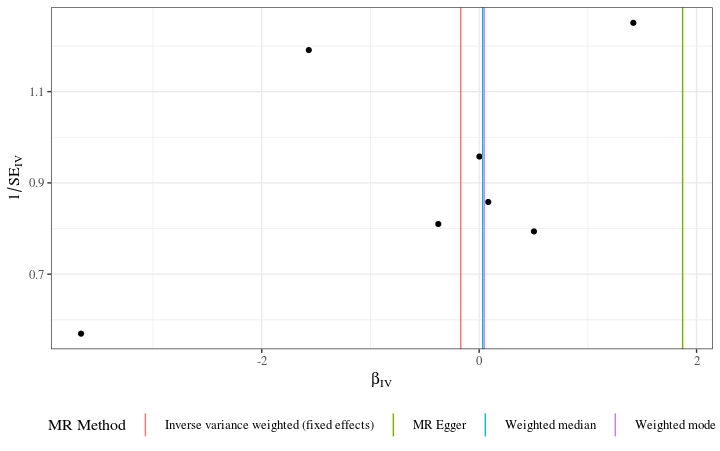 1/SE_IV
1.1
0.9
0.7
-2
0
2
β_IV
MR Method
Inverse variance weighted (fixed effects)
MR Egger
Weighted median
Weighted mode